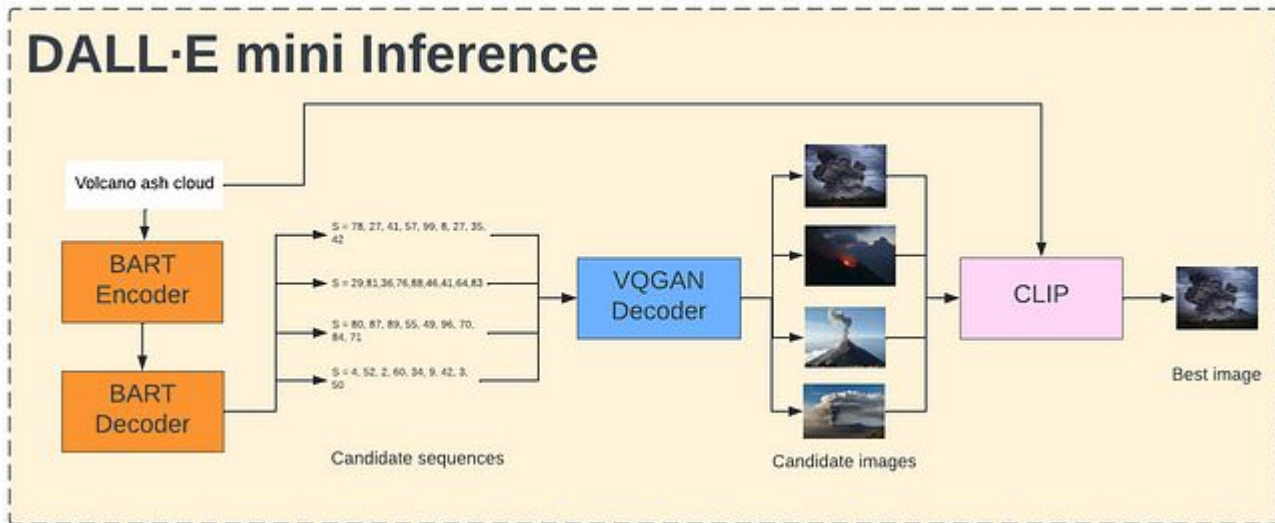 DALL·E mini Inference
Volcano ash cloud
BART
Encoder
BART
Decoder
S = 78, 27, 41, 57, 99, 8, 27, 35,
42
S = 29,81,36,76,88,46,41,64,83
S = 80, 87, 89, 55, 49, 96, 70,
84, 71
S = 4, 52, 2, 60, 34, 9, 42, 3,
50
Candidate sequences
VQGAN
Decoder
Candidate images
CLIP
Best image